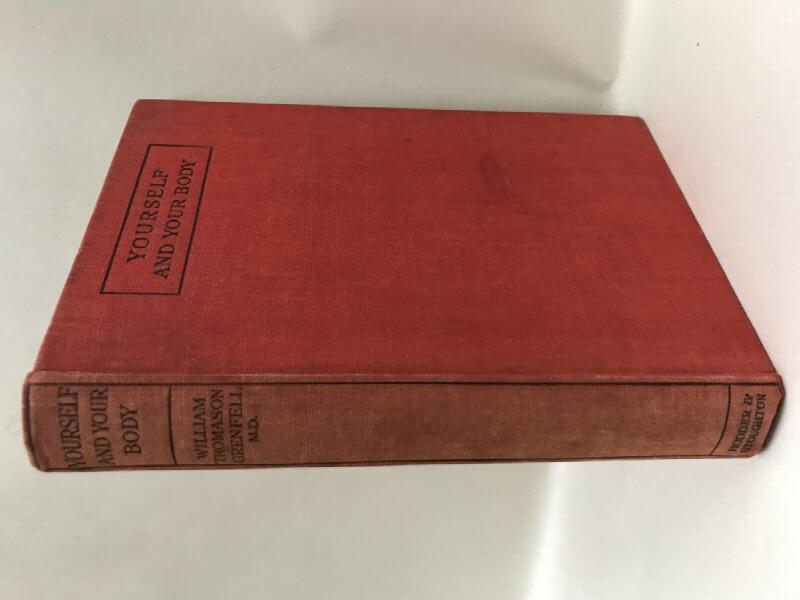 YOURSELF
AND YOUR BODY
YOURSELF
AND YOUR
BODY
WILLIAM
THOMASON
GRENFELL
M.D.
HODDER &
STOUGHTON